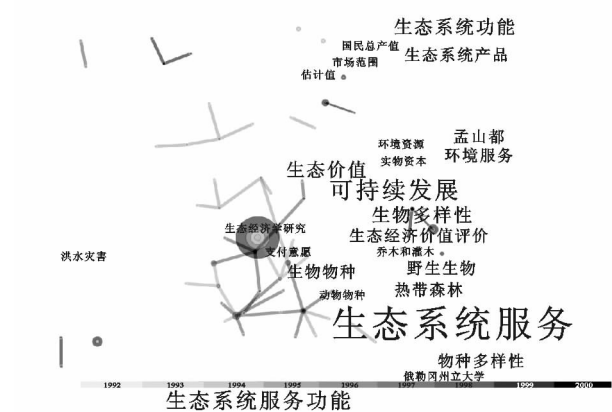 生态系统功能
国民总产值
生态系统产品
市场范围
估计值
孟山都
环境资源
环境服务
实物资本
生态价值
可持续发展
生物多样性
生态经济学研究
生态经济价值评价
支付意愿
乔木和灌木
洪水灾害
生物物种
野生生物
动物物种
热带森林
生态系统服务
物种多样性
俄勒冈州立大学
1992 1993 1994 1995 1996 1997 1998 1999 2000
生态系统服务功能